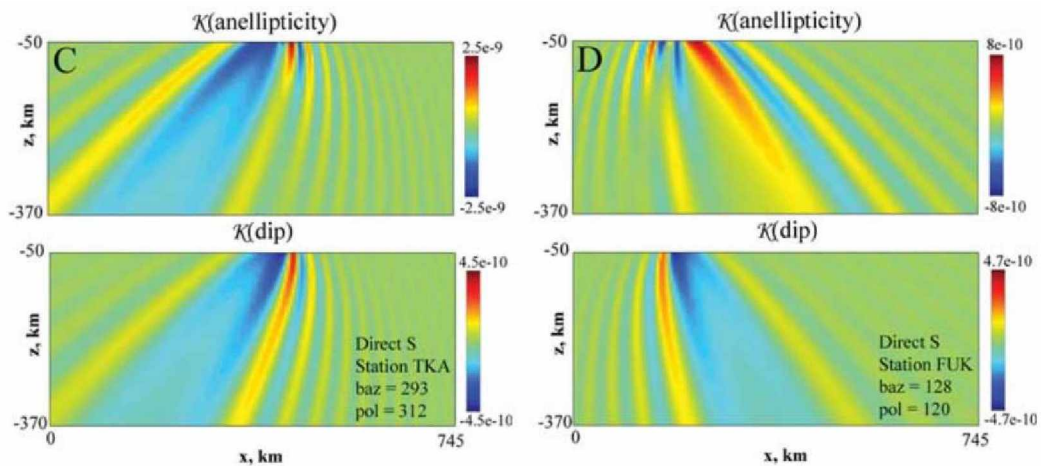 𝒦(anellipticity)
-50
C
z, km
-370
2.5e-9
-2.5e-9
𝒦(dip)
-50
z, km
-370
0
745
x, km
4.5e-10
-4.5e-10
Direct S
Station TKA
baz = 293
pol = 312
𝒦(anellipticity)
-50
D
z, km
-370
8e-10
-8e-10
𝒦(dip)
-50
z, km
-370
0
745
x, km
4.7e-10
-4.7e-10
Direct S
Station FUK
baz = 128
pol = 120